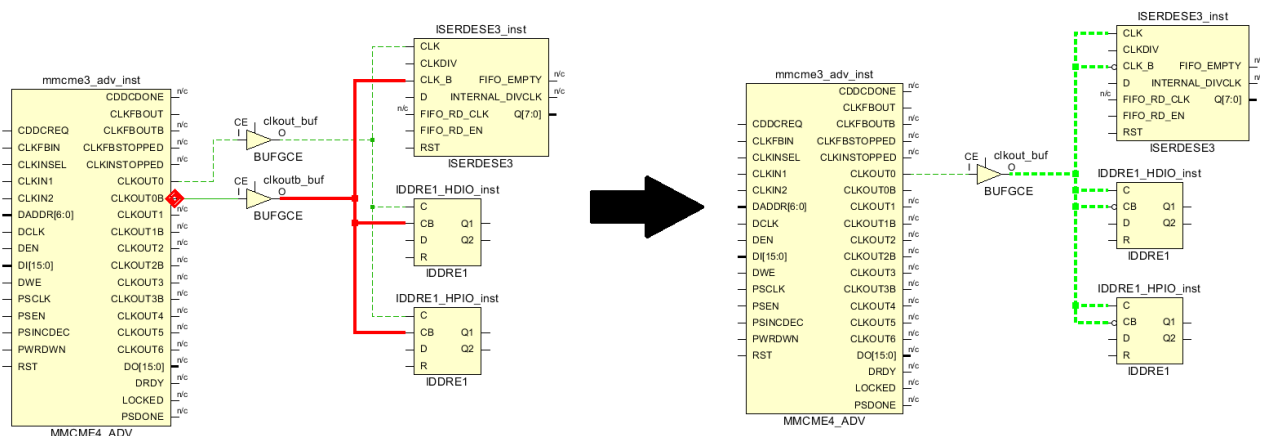 mmcme3_adv_inst
CDDCDONE n/c
CLKFBOUT
CDDCREQ CLKFBOUTB n/c
CLKFBIN CLKFBSTOPPED n/c
CLKINSEL CLKINSTOPPED n/c
CLKIN1 CLKOUT0
CLKIN2 CLKOUT0B
DADDR[6:0] CLKOUT1 n/c
DCLK CLKOUT1B n/c
DEN CLKOUT2 n/c
DI[15:0] CLKOUT2B n/c
DWE CLKOUT3 n/c
PSCLK CLKOUT3B n/c
PSEN CLKOUT4 n/c
PSINCDEC CLKOUT5 n/c
PWRDWN CLKOUT6 n/c
RST DO[15:0] n/c
DRDY n/c
LOCKED n/c
PSDONE n/c
MMCME4_ADV
CE clkout_buf
I O
BUFGCE
CE clkoutb_buf
I O
BUFGCE
ISERDESE3_inst
CLK
CLKDIV
CLK_B FIFO_EMPTY n/c
D INTERNAL_DIVCLK n/c
n/c FIFO_RD_CLK Q[7:0]
FIFO_RD_EN
RST
ISERDESE3
IDDRE1_HDIO_inst
C
CB Q1
D Q2
R
IDDRE1
IDDRE1_HPIO_inst
C
CB Q1
D Q2
R
IDDRE1
mmcme3_adv_inst
CDDCDONE n/c
CLKFBOUT
CDDCREQ CLKFBOUTB n/c
CLKFBIN CLKFBSTOPPED n/c
CLKINSEL CLKINSTOPPED n/c
CLKIN1 CLKOUT0
CLKIN2 CLKOUT0B n/c
DADDR[6:0] CLKOUT1 n/c
DCLK CLKOUT1B n/c
DEN CLKOUT2 n/c
DI[15:0] CLKOUT2B n/c
DWE CLKOUT3 n/c
PSCLK CLKOUT3B n/c
PSEN CLKOUT4 n/c
PSINCDEC CLKOUT5 n/c
PWRDWN CLKOUT6 n/c
RST DO[15:0] n/c
DRDY n/c
LOCKED n/c
PSDONE n/c
MMCME4_ADV
CE clkout_buf
I O
BUFGCE
ISERDESE3_inst
CLK
CLKDIV
CLK_B FIFO_EMPTY
D INTERNAL_DIVCLK
n/c FIFO_RD_CLK Q[7:0]
FIFO_RD_EN
RST
ISERDESE3
IDDRE1_HDIO_inst
C
CB Q1
D Q2
R
IDDRE1
IDDRE1_HPIO_inst
C
CB Q1
D Q2
R
IDDRE1